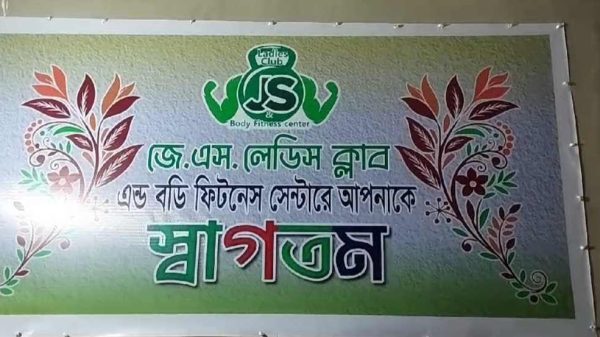 Ladies
Club
JS
&
Body Fitness center
জে.এস.লেডিস ক্লাব
এন্ড বডি ফিটনেস সেন্টারে আপনাকে
স্বাগতম